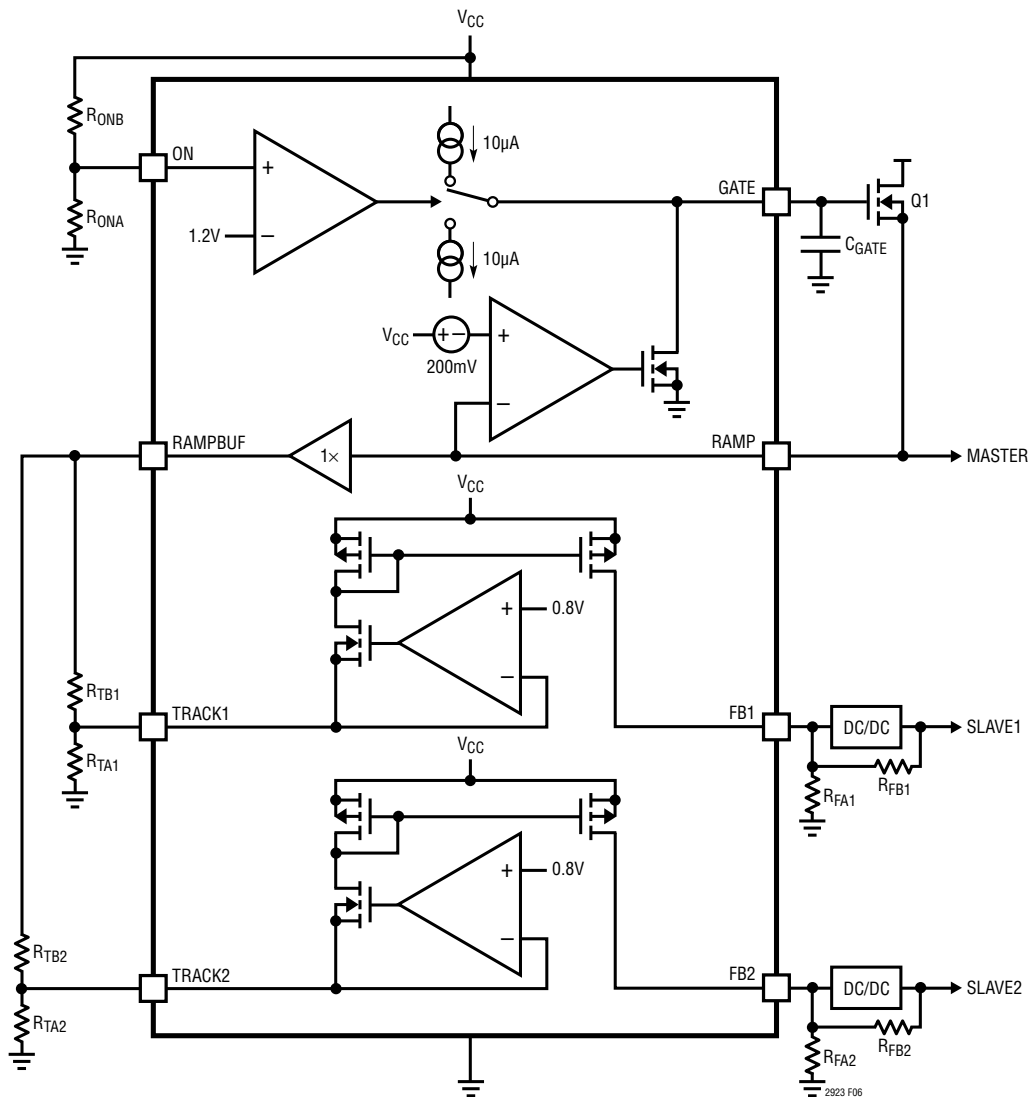 VCC
RONB
ON
10µA
GATE
Q1
RONA
+
1.2V
−
10µA
CGATE
VCC
+−
200mV
+
−
RAMPBUF
1×
RAMP
MASTER
VCC
+
0.8V
−
RTB1
TRACK1
FB1
DC/DC
SLAVE1
RTA1
RFA1
RFB1
VCC
+
0.8V
−
RTB2
TRACK2
FB2
DC/DC
SLAVE2
RTA2
RFA2
RFB2
2923 F06